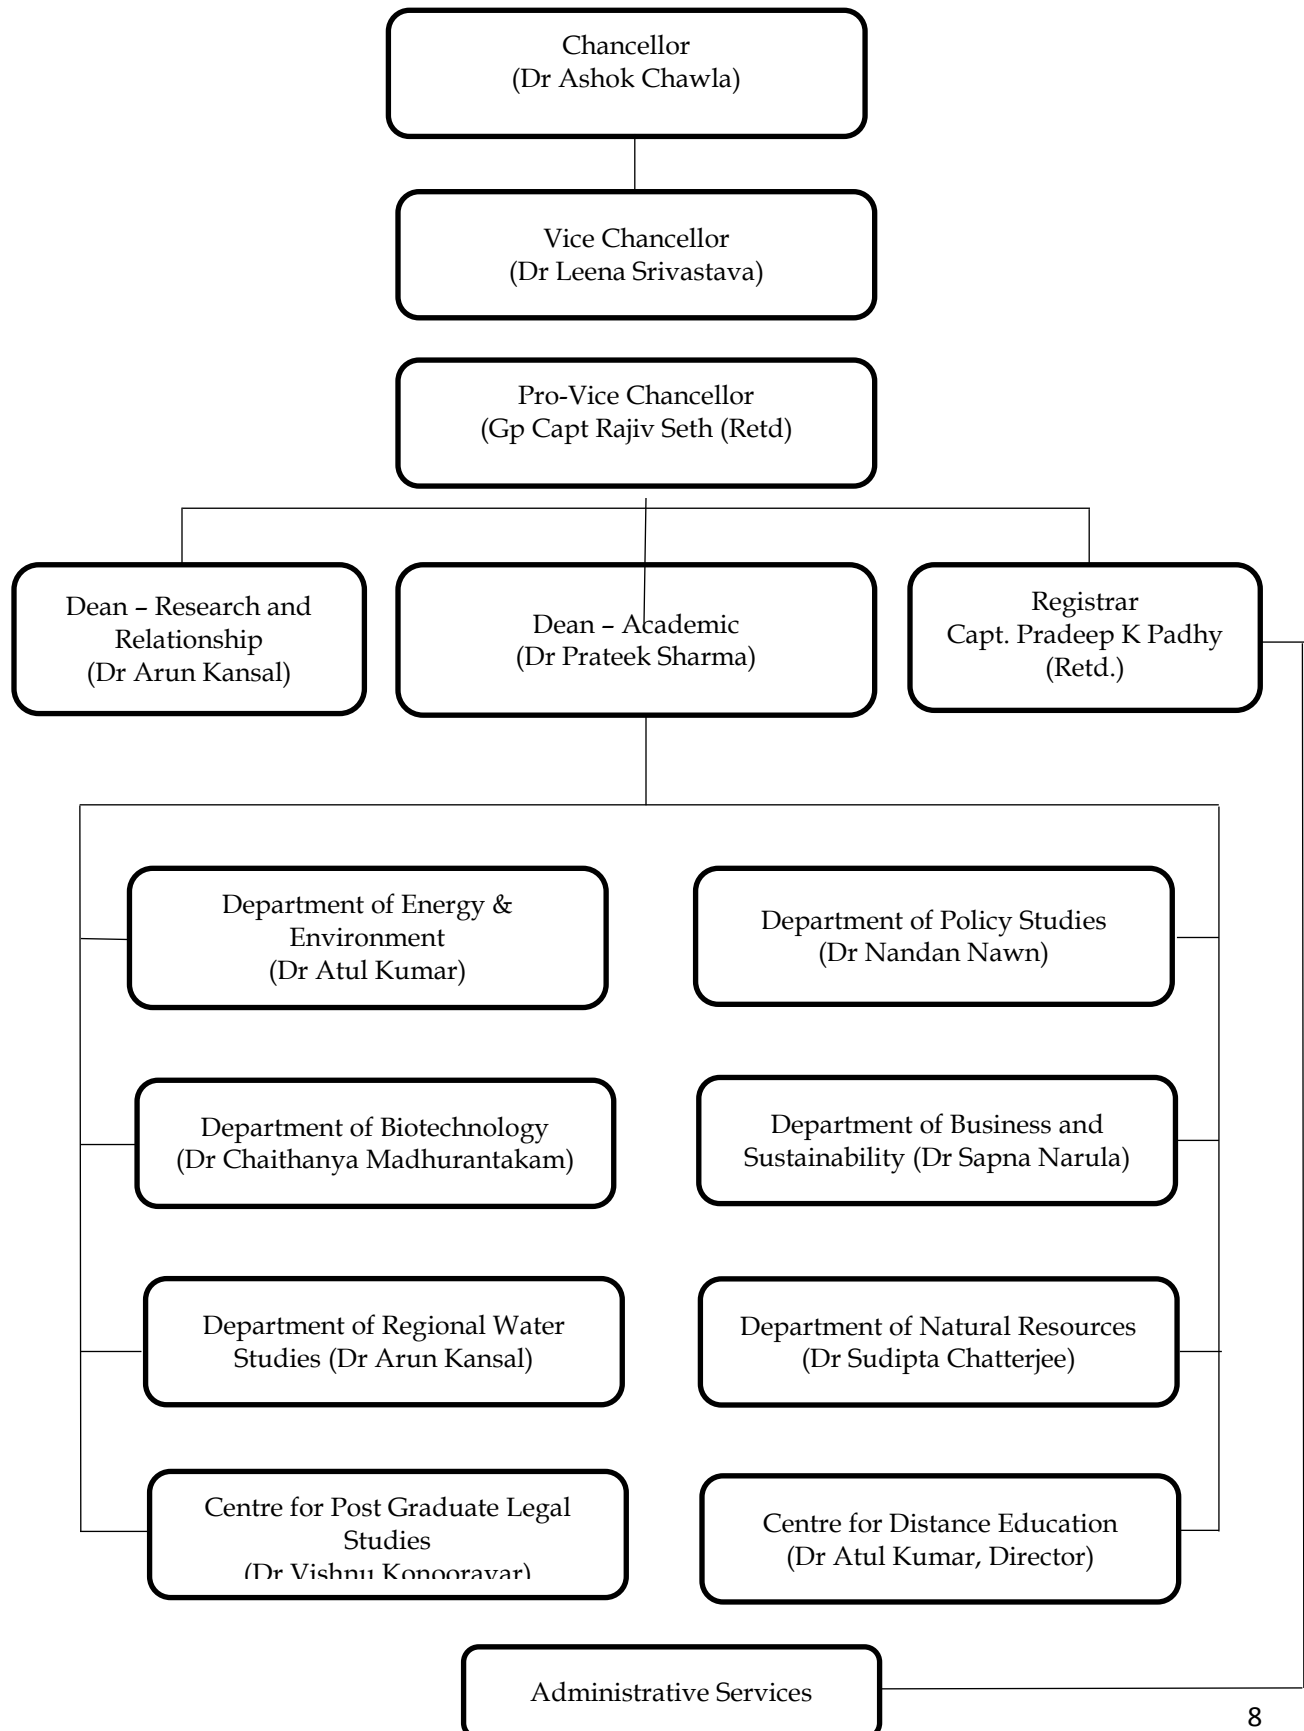 Chancellor
(Dr Ashok Chawla)
Vice Chancellor
(Dr Leena Srivastava)
Pro-Vice Chancellor
(Gp Capt Rajiv Seth (Retd)
Dean – Research and
Relationship
(Dr Arun Kansal)
Dean – Academic
(Dr Prateek Sharma)
Registrar
Capt. Pradeep K Padhy
(Retd.)
Department of Energy &
Environment
(Dr Atul Kumar)
Department of Policy Studies
(Dr Nandan Nawn)
Department of Biotechnology
(Dr Chaithanya Madhurantakam)
Department of Business and
Sustainability (Dr Sapna Narula)
Department of Regional Water
Studies (Dr Arun Kansal)
Department of Natural Resources
(Dr Sudipta Chatterjee)
Centre for Post Graduate Legal
Studies
(Dr Vishnu Konoorayar)
Centre for Distance Education
(Dr Atul Kumar, Director)
Administrative Services
8